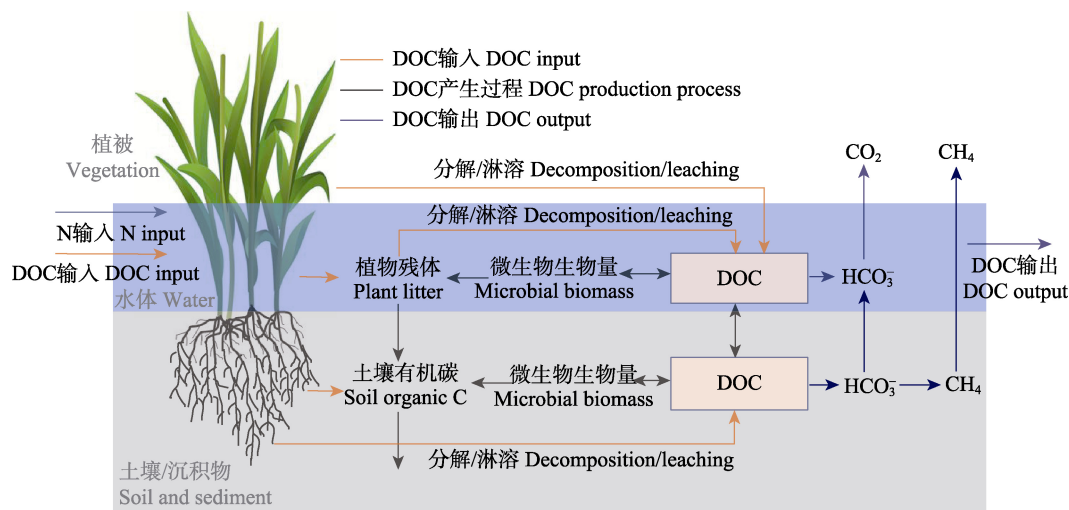 DOC输入 DOC input
DOC产生过程 DOC production process
DOC输出 DOC output
植被
Vegetation
CO₂
CH₄
分解/淋溶 Decomposition/leaching
分解/淋溶 Decomposition/leaching
N输入 N input
DOC输入 DOC input
水体 Water
植物残体
Plant litter
微生物生物量
Microbial biomass
DOC
HCO₃⁻
DOC输出
DOC output
土壤有机碳
Soil organic C
微生物生物量
Microbial biomass
DOC
HCO₃⁻
CH₄
分解/淋溶 Decomposition/leaching
土壤/沉积物
Soil and sediment